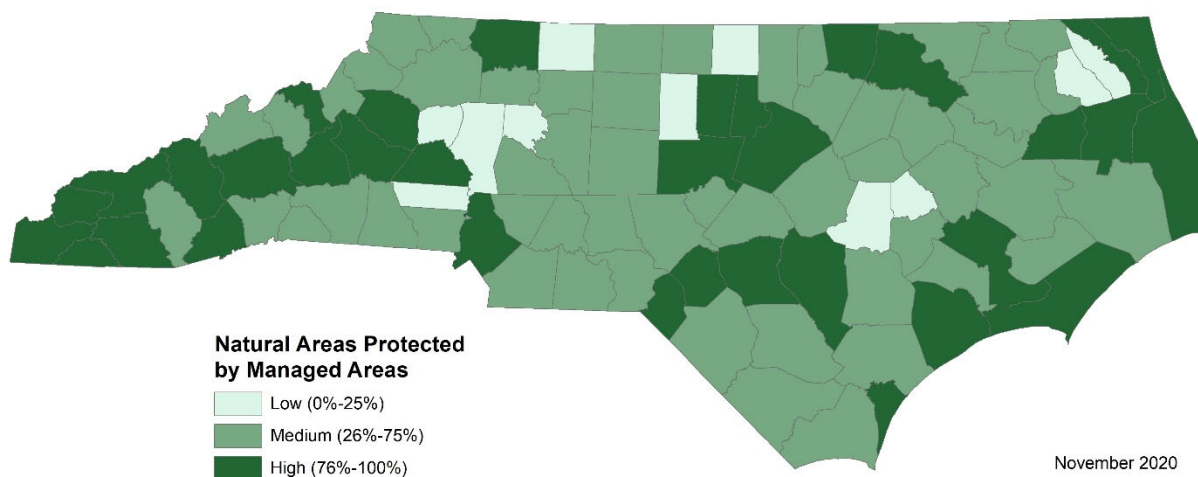 Natural Areas Protected
by Managed Areas
Low (0%-25%)
Medium (26%-75%)
High (76%-100%)
November 2020